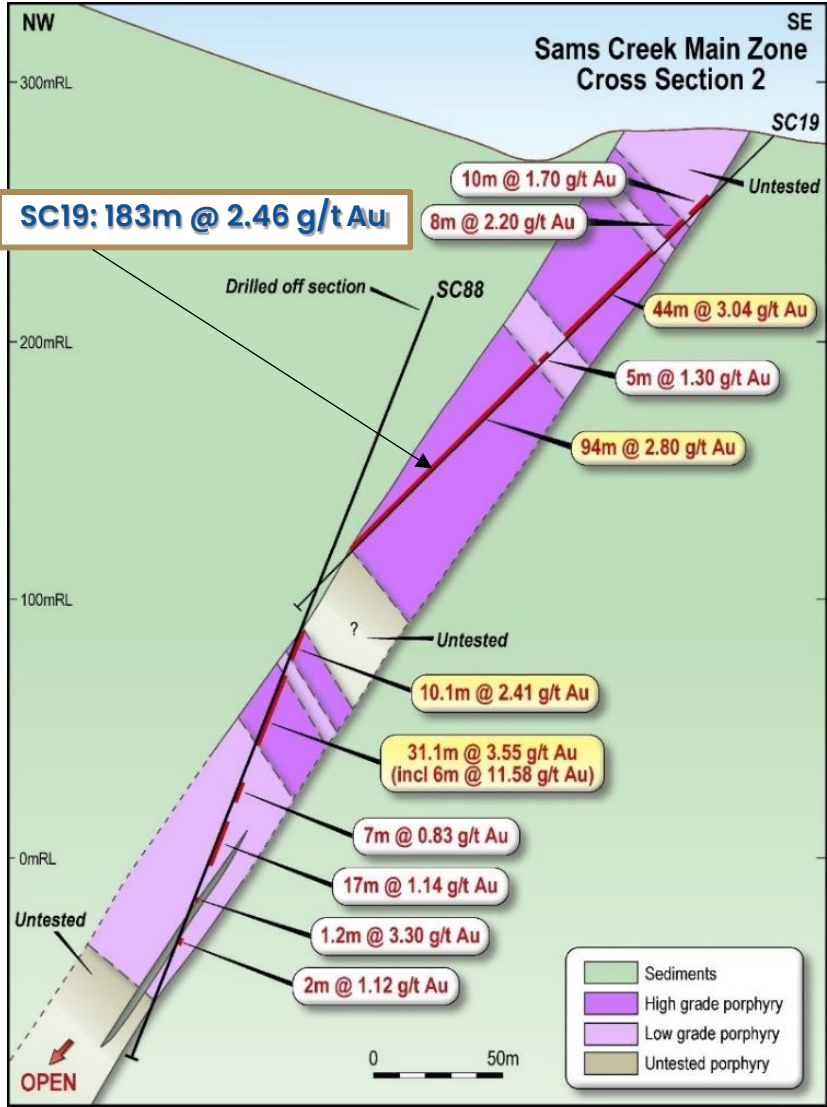 NW
SE
Sams Creek Main Zone
Cross Section 2
300mRL
SC19
10m @ 1.70 g/t Au
Untested
SC19: 183m @ 2.46 g/t Au
8m @ 2.20 g/t Au
Drilled off section
SC88
44m @ 3.04 g/t Au
200mRL
5m @ 1.30 g/t Au
94m @ 2.80 g/t Au
100mRL
?
Untested
10.1m @ 2.41 g/t Au
31.1m @ 3.55 g/t Au
(incl 6m @ 11.58 g/t Au)
7m @ 0.83 g/t Au
0mRL
17m @ 1.14 g/t Au
Untested
1.2m @ 3.30 g/t Au
2m @ 1.12 g/t Au
Sediments
High grade porphyry
Low grade porphyry
Untested porphyry
0 50m
OPEN